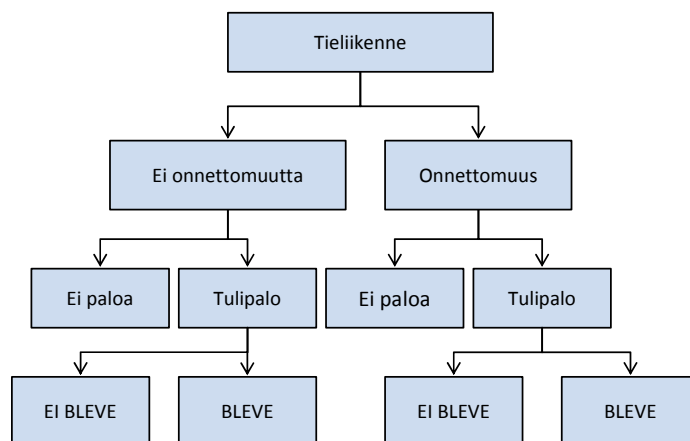 Tieliikenne
Ei onnettomuutta
Onnettomuus
Ei paloa
Tulipalo
Ei paloa
Tulipalo
EI BLEVE
BLEVE
EI BLEVE
BLEVE